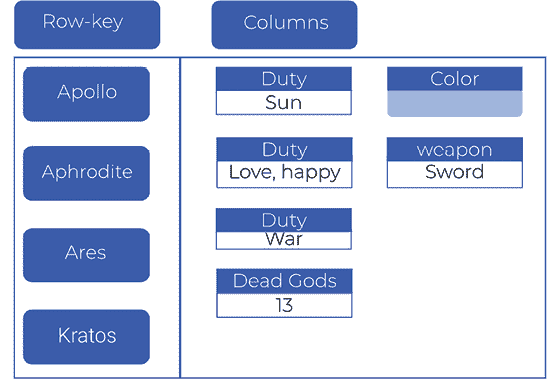 Row-key
Columns
Apollo
Duty
Sun
Color
Aphrodite
Duty
Love, happy
weapon
Sword
Ares
Duty
War
Kratos
Dead Gods
13